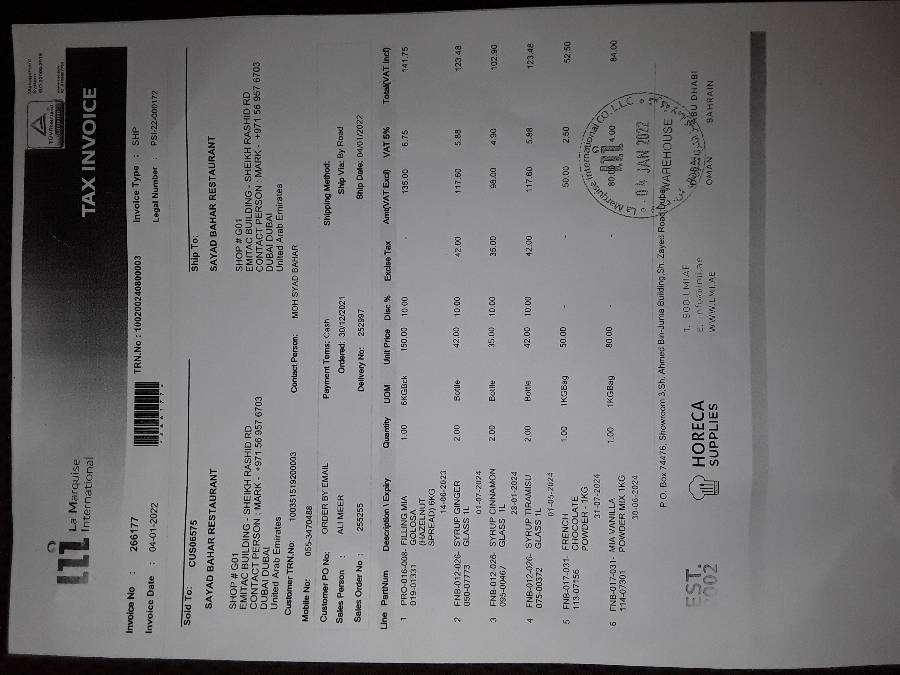 La Marquise
International
TAX INVOICE
Invoice No : 266177
TRN.No : 100200240800003
Invoice Type : SHP
Invoice Date : 04-01-2022
Legal Number : PSI-22-000172
Sold To: CUS06575
Ship To:
SAYAD BAHAR RESTAURANT
SAYAD BAHAR RESTAURANT
SHOP # G01
EMITAC BUILDING - SHEIKH RASHID RD
CONTACT PERSON : MARK - +971 56 957 6703
DUBAI DUBAI
United Arab Emirates
SHOP # G01
EMITAC BUILDING - SHEIKH RASHID RD
CONTACT PERSON : MARK - +971 56 957 6703
DUBAI DUBAI
United Arab Emirates
Customer TRN.No: 100351519200003
Mobile No: 055-3470488
Contact Person: MOH SYAD BAHAR
Customer PO No: ORDER BY EMAIL
Payment Terms: Cash
Shipping Method:
Sales Person : ALI MEER
Ordered: 30/12/2021
Ship Via: By Road
Sales Order No : 255255
Delivery No: 252997
Ship Date: 04/01/2022
Line PartNum Description \ Expiry Quantity UOM Unit Price Disc % Excise Tax Amt(VAT Excl) VAT 5% Total(VAT Incl)
1 PRO-016-008- FILLING MIA 1.00 6KGBck 150.00 10.00 - 135.00 6.75 141.75
019-01331 GOLOSA
(HAZELNUT
SPREAD) 6KG
14-06-2023
2 FNB-012-026- SYRUP GINGER 2.00 Bottle 42.00 10.00 42.00 117.60 5.88 123.48
050-07773 GLASS 1L
01-07-2024
3 FNB-012-026- SYRUP CINNAMON 2.00 Bottle 35.00 10.00 35.00 98.00 4.90 102.90
095-00467 GLASS 1L
28-01-2024
4 FNB-012-026- SYRUP TIRAMISU 2.00 Bottle 42.00 10.00 42.00 117.60 5.88 123.48
075-00372 GLASS 1L
01-05-2024
5 FNB-017-031- FRENCH 1.00 1KGBag 50.00 - - 50.00 2.50 52.50
113-07156 CHOCOLATE
POWDER - 1KG
31-07-2024
6 FNB-017-031- MIA VANILLA 1.00 1KGBag 80.00 - - 80.00 4.00 84.00
114-07301 POWDER MIX 1KG
30-06-2024
La Marquise International CO.L.L.C
04 JAN 2022
WAREHOUSE
P.O. Box 74476, Showroom 3,Sh. Ahmed Bin-Juma Building,Sh. Zayed Road,Dubai
EST.
2002
HORECA
SUPPLIES
T. 800 LMI AE
E. info@lmi.ae
WWW.LMI.AE
DUBAI ABU DHABI
OMAN BAHRAIN